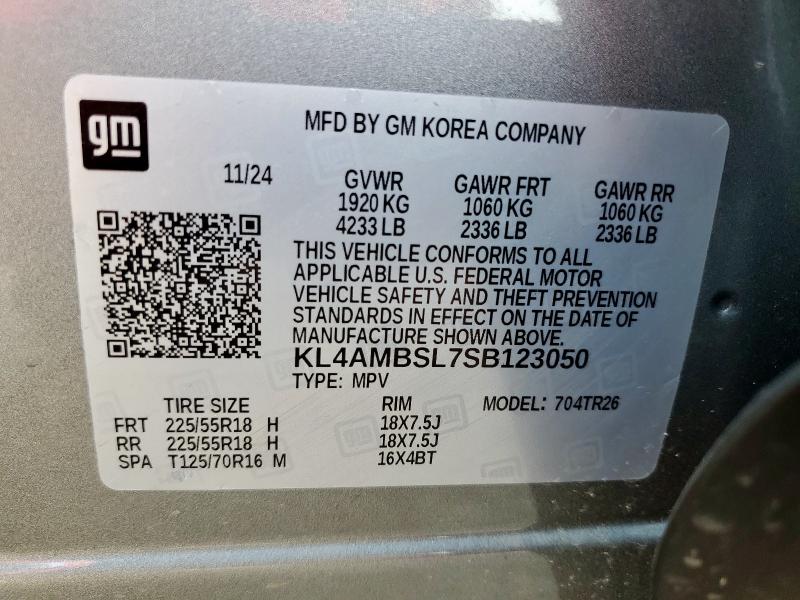 gm
MFD BY GM KOREA COMPANY
11/24
GVWR GAWR FRT GAWR RR
1920 KG 1060 KG 1060 KG
4233 LB 2336 LB 2336 LB
THIS VEHICLE CONFORMS TO ALL
APPLICABLE U.S. FEDERAL MOTOR
VEHICLE SAFETY AND THEFT PREVENTION
STANDARDS IN EFFECT ON THE DATE OF
MANUFACTURE SHOWN ABOVE.
KL4AMBSL7SB123050
TYPE: MPV
TIRE SIZE RIM MODEL: 704TR26
FRT 225/55R18 H 18X7.5J
RR 225/55R18 H 18X7.5J
SPA T125/70R16 M 16X4BT